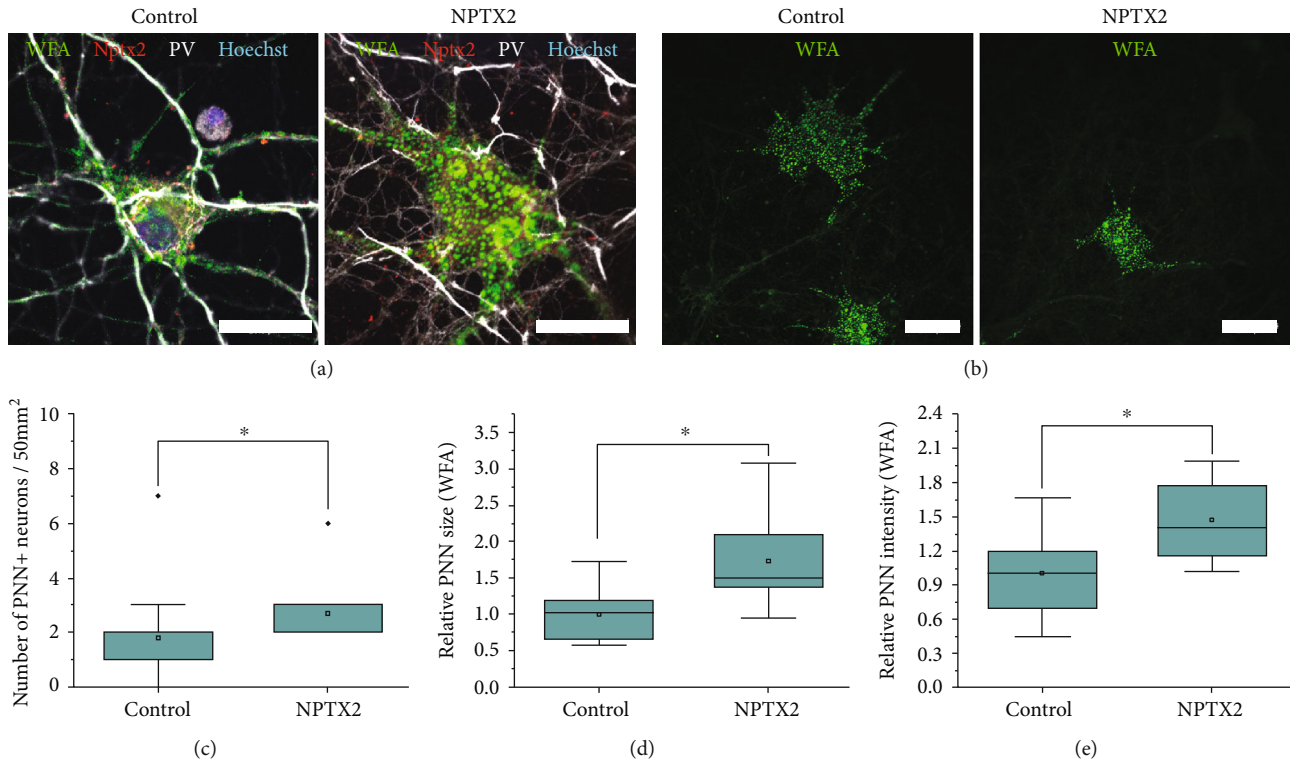 Control
NPTX2
Control
NPTX2
WFA Nptx2 PV Hoechst
WFA Nptx2 PV Hoechst
WFA
WFA
(a)
(b)
Number of PNN+ neurons / 50mm²
10
8
6
4
2
0
*
Control
NPTX2
(c)
Relative PNN size (WFA)
3.5
3.0
2.5
2.0
1.5
1.0
0.5
0.0
*
Control
NPTX2
(d)
Relative PNN intensity (WFA)
2.4
2.1
1.8
1.5
1.2
0.9
0.6
0.3
0.0
*
Control
NPTX2
(e)